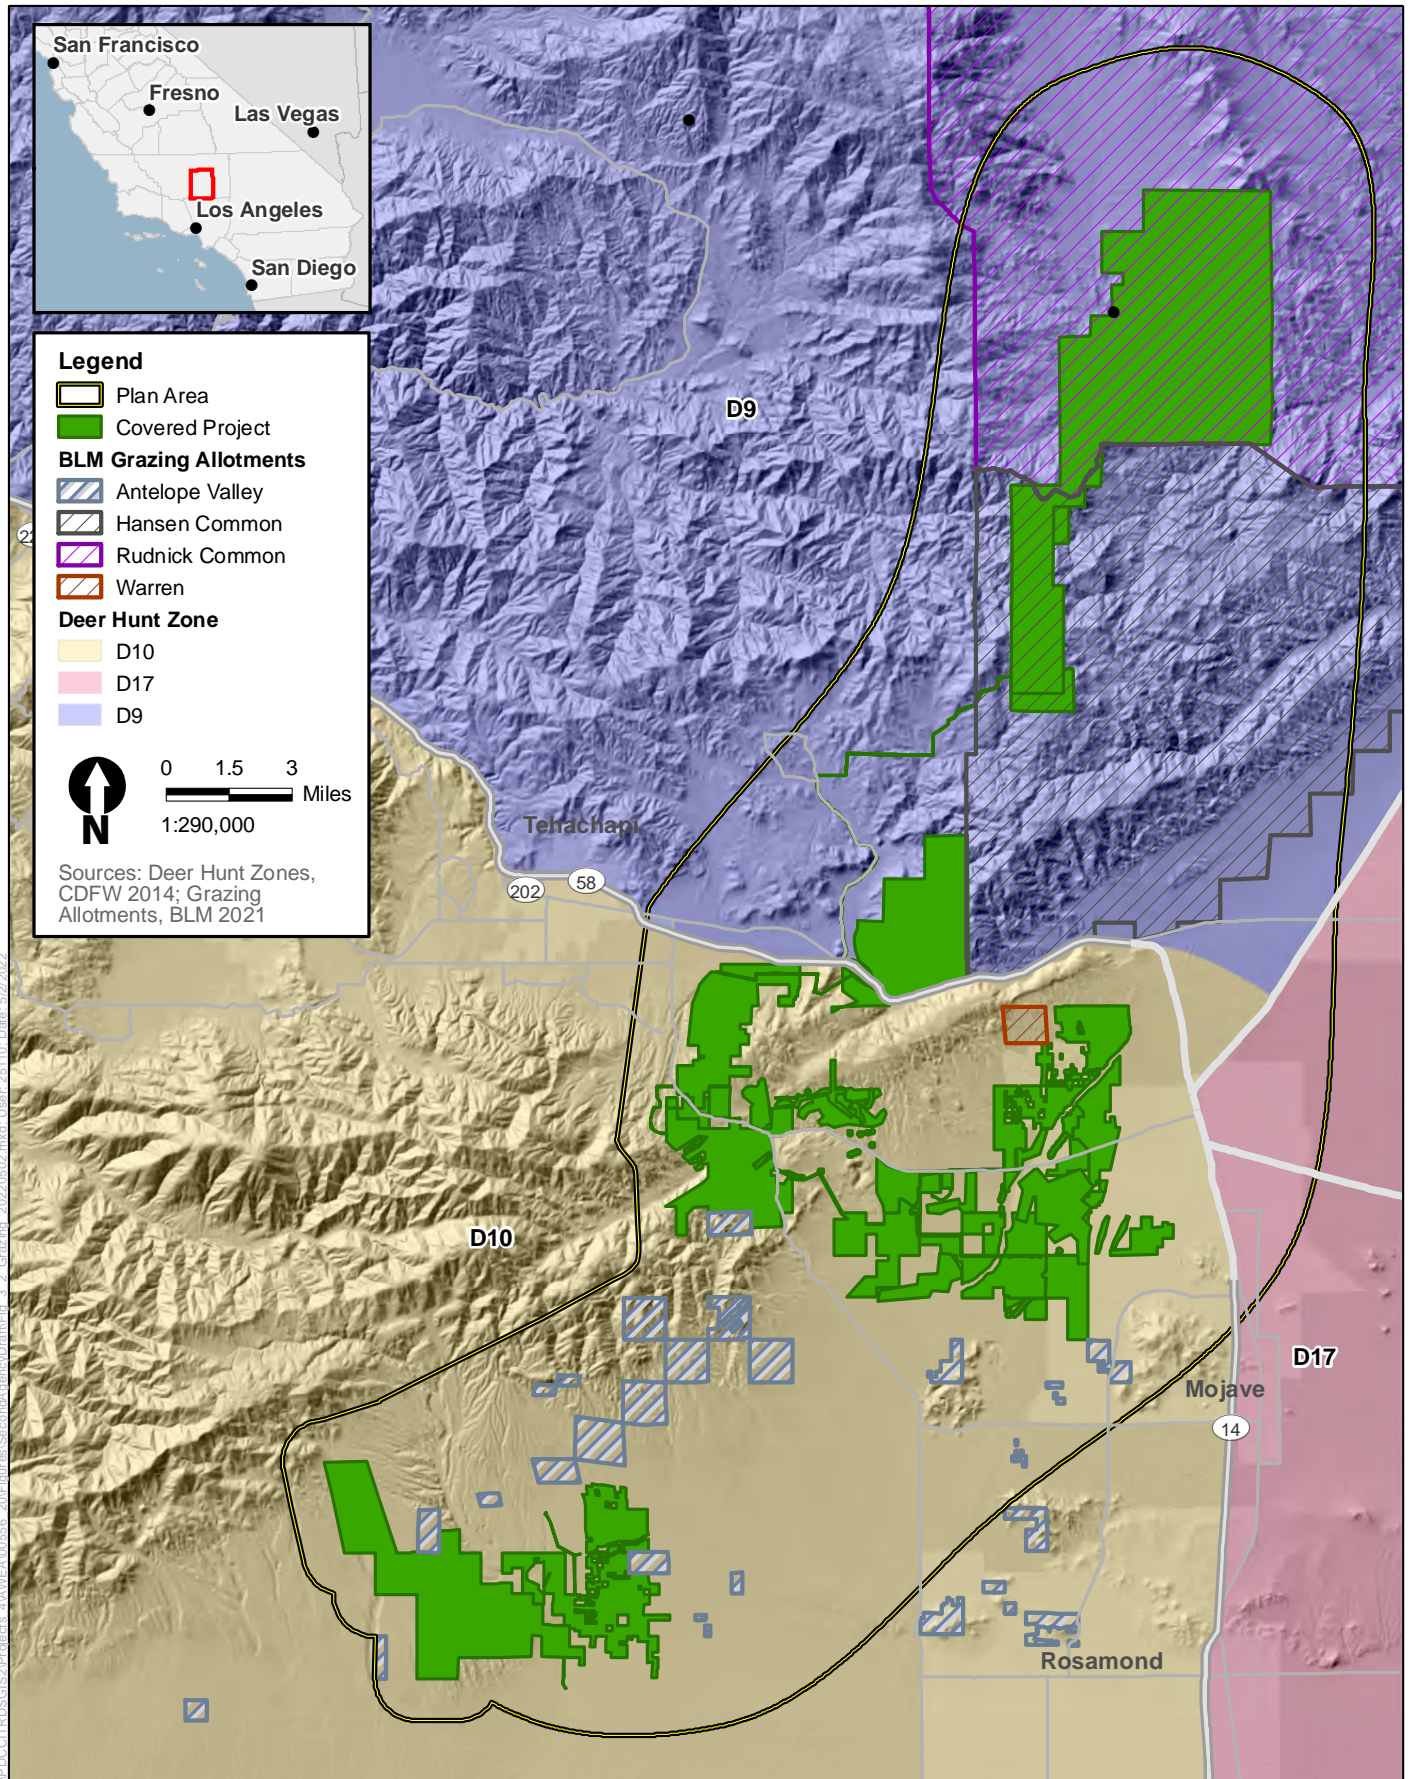 San Francisco
Fresno
Las Vegas
Los Angeles
San Diego
Legend
Plan Area
Covered Project
BLM Grazing Allotments
Antelope Valley
Hansen Common
Rudnick Common
Warren
Deer Hunt Zone
D10
D17
D9
0 1.5 3
Miles
N
1:290,000
Sources: Deer Hunt Zones,
CDFW 2014; Grazing
Allotments, BLM 2021
D9
Tehachapi
202
58
D10
D17
Mojave
14
Rosamond